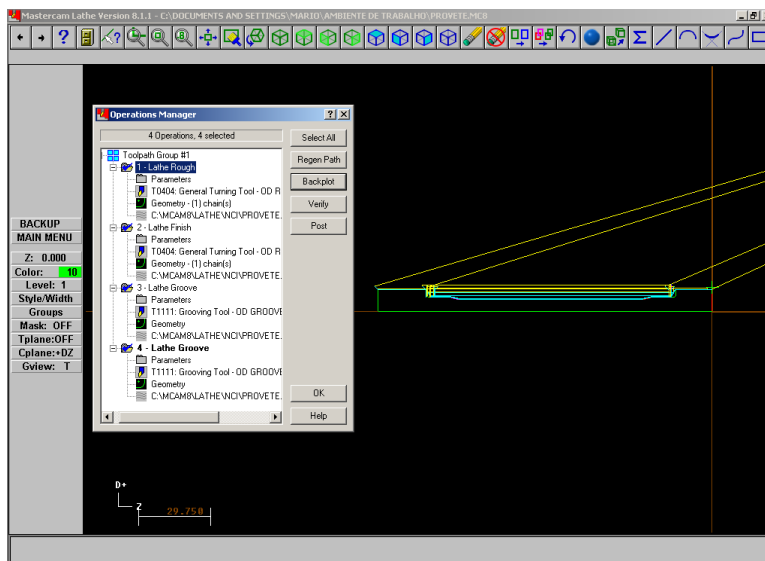 Mastercam Lathe Version 8.1.1 - C:\DOCUMENTS AND SETTINGS\MARIO\AMBIENTE DE TRABALHO\PROVETE.MC8
Operations Manager
4 Operations, 4 selected
Select All
Toolpath Group #1
1 - Lathe Rough
Regen Path
Parameters
Backplot
T0404: General Turning Tool - OD R
Geometry - (1) chain(s)
Verify
C:\MCAM8\LATHE\NCI\PROVETE.
2 - Lathe Finish
Post
Parameters
T0404: General Turning Tool - OD R
Geometry - (1) chain(s)
C:\MCAM8\LATHE\NCI\PROVETE.
3 - Lathe Groove
Parameters
T1111: Grooving Tool - OD GROOVE
Geometry
C:\MCAM8\LATHE\NCI\PROVETE.
4 - Lathe Groove
Parameters
T1111: Grooving Tool - OD GROOVE
Geometry
C:\MCAM8\LATHE\NCI\PROVETE.
OK
Help
BACKUP
MAIN MENU
Z: 0.000
Color: 10
Level: 1
Style/Width
Groups
Mask: OFF
Tplane:OFF
Cplane:+DZ
Gview: T
D+
Z
29.750